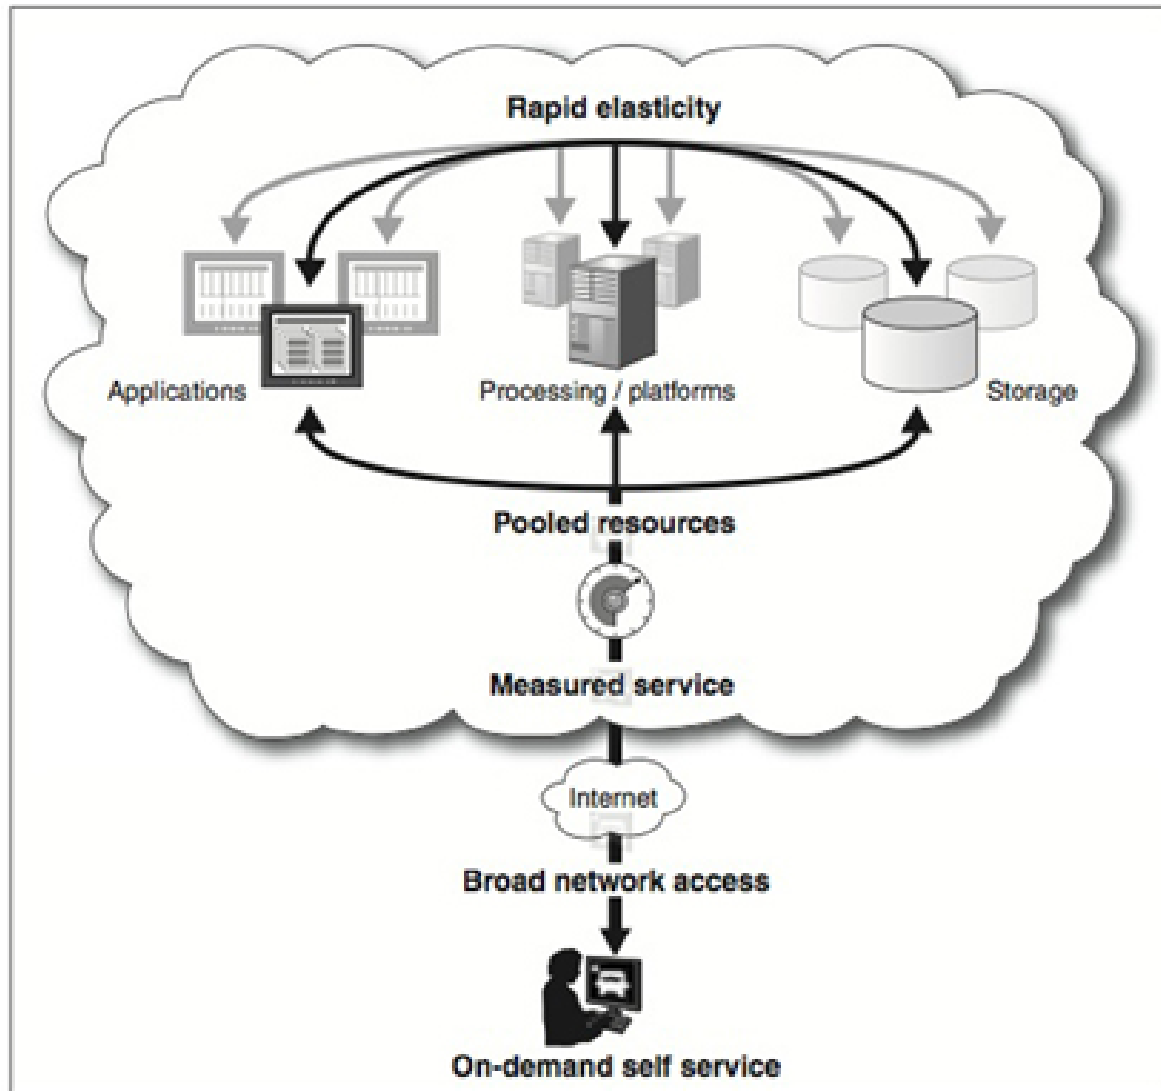 Rapid elasticity
Applications
Processing / platforms
Storage
Pooled resources
Measured service
Internet
Broad network access
On-demand self service